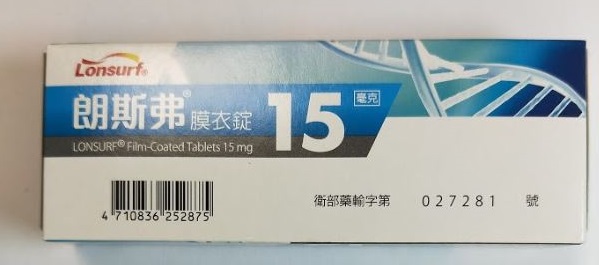 Lonsurf®
朗斯弗® 膜衣錠 15 毫克
LONSURF® Film-Coated Tablets 15 mg
衛部藥輸字第 027281 號
4 710836 252875